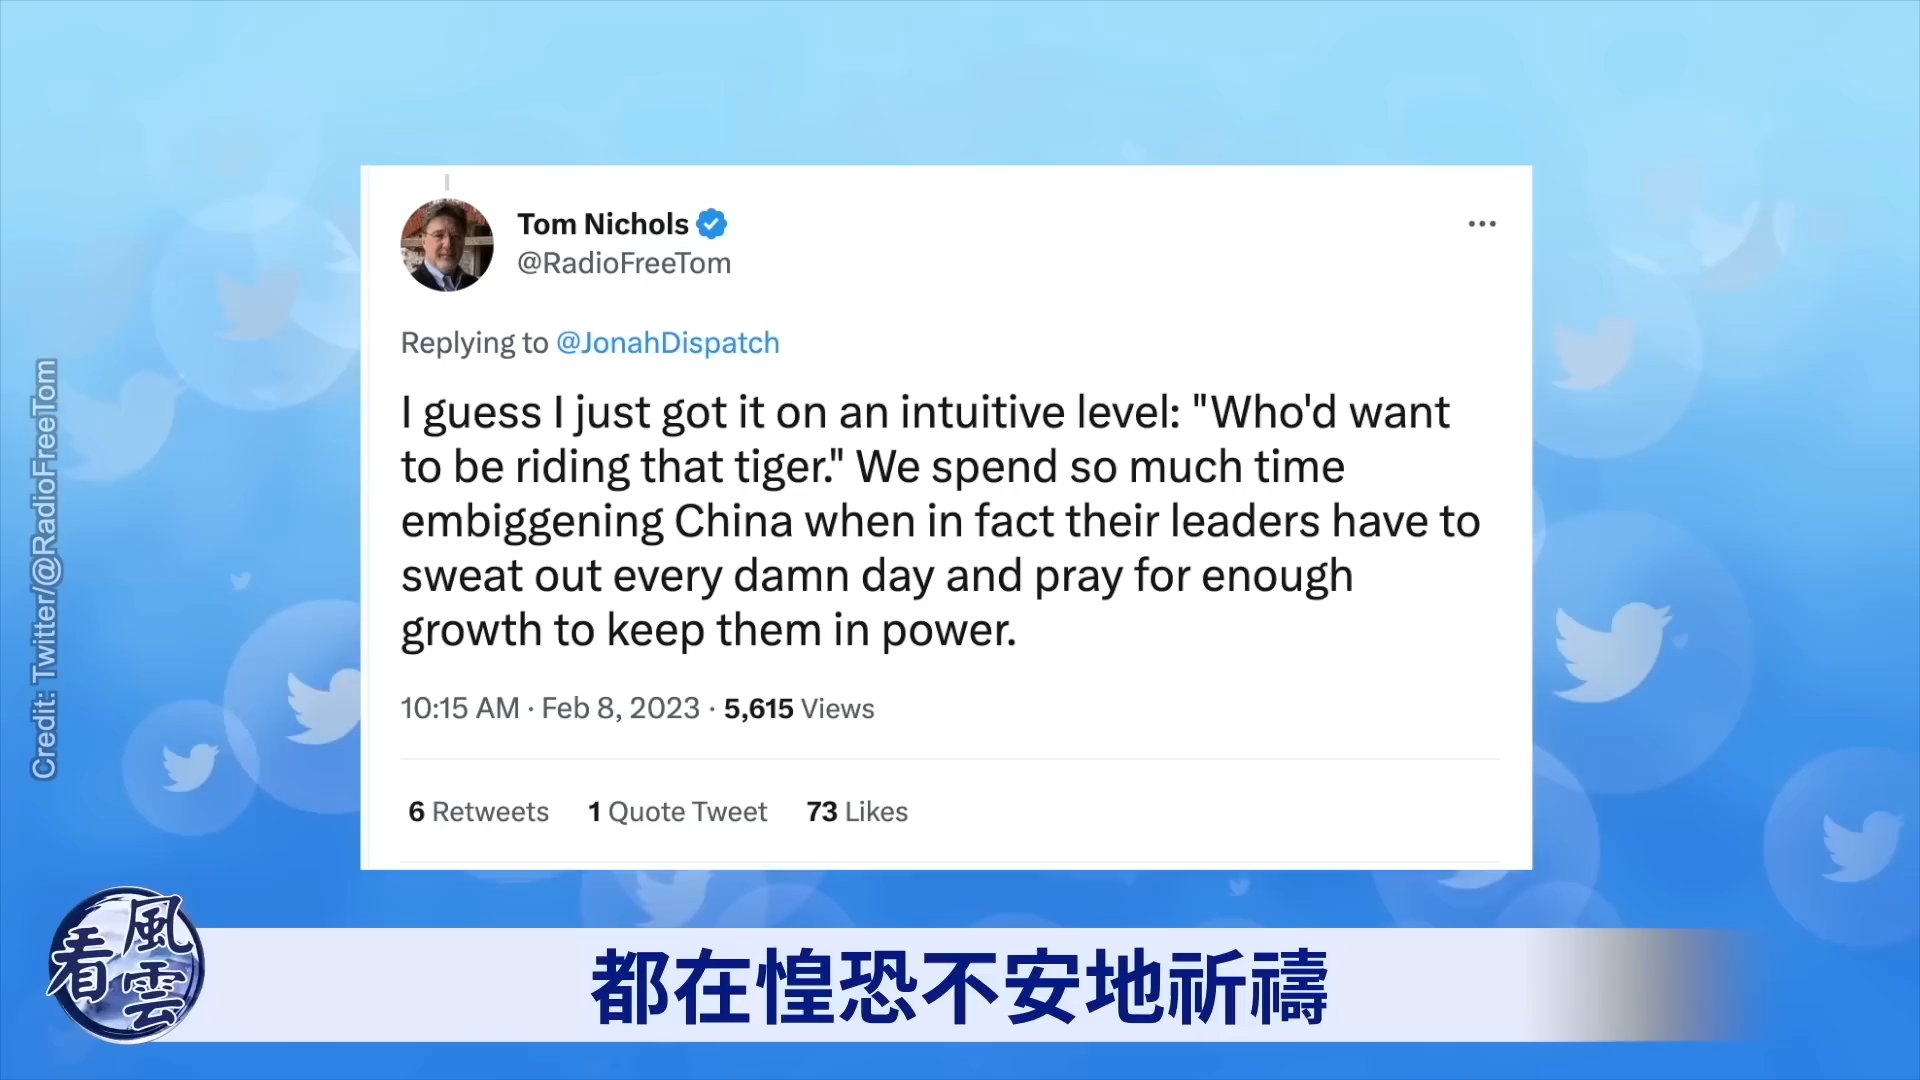 Tom Nichols
@RadioFreeTom
Replying to @JonahDispatch
I guess I just got it on an intuitive level: "Who'd want
to be riding that tiger." We spend so much time
embiggening China when in fact their leaders have to
sweat out every damn day and pray for enough
growth to keep them in power.
10:15 AM · Feb 8, 2023 · 5,615 Views
6 Retweets 1 Quote Tweet 73 Likes
Credit: Twitter/@RadioFreeTom
風雲
看
都在惶恐不安地祈禱